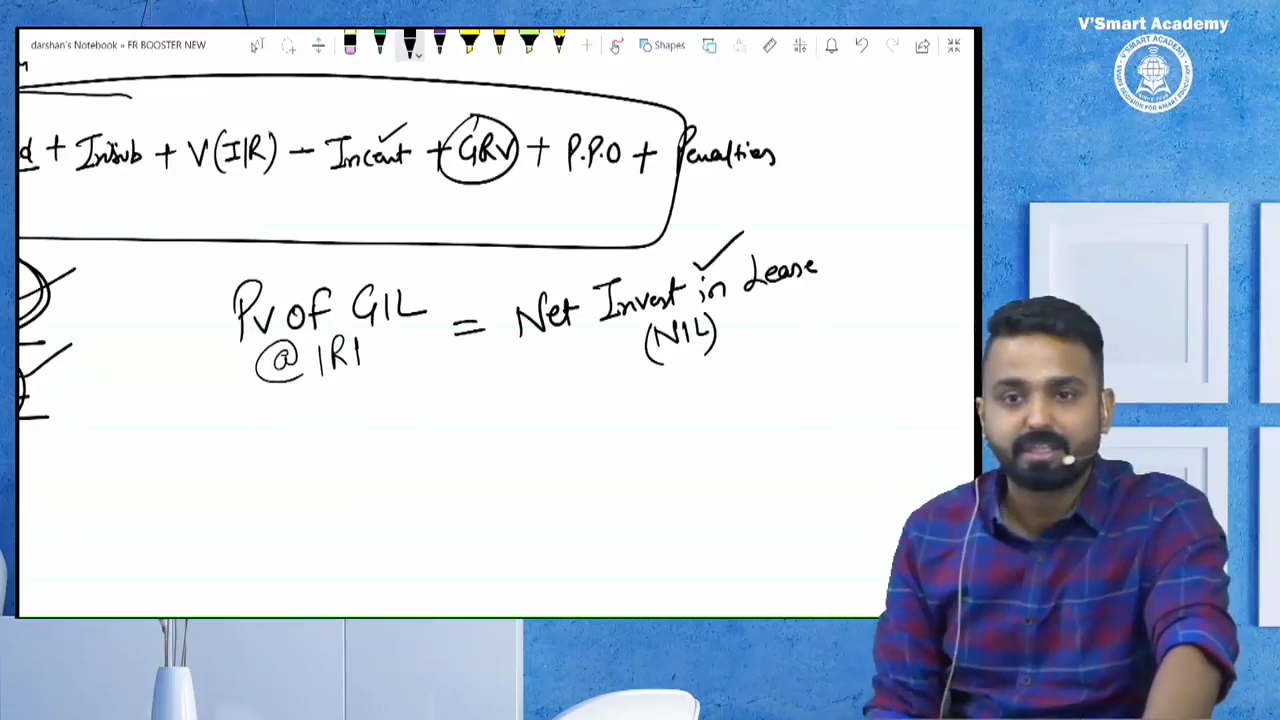 V'Smart Academy
darshan's Notebook » FR BOOSTER NEW
Shapes
d + Insub + V(I|R) - Incent + GRV + P.P.O + Penalties
PV of GIL = Net Invest in Lease
@ IRI (NIL)